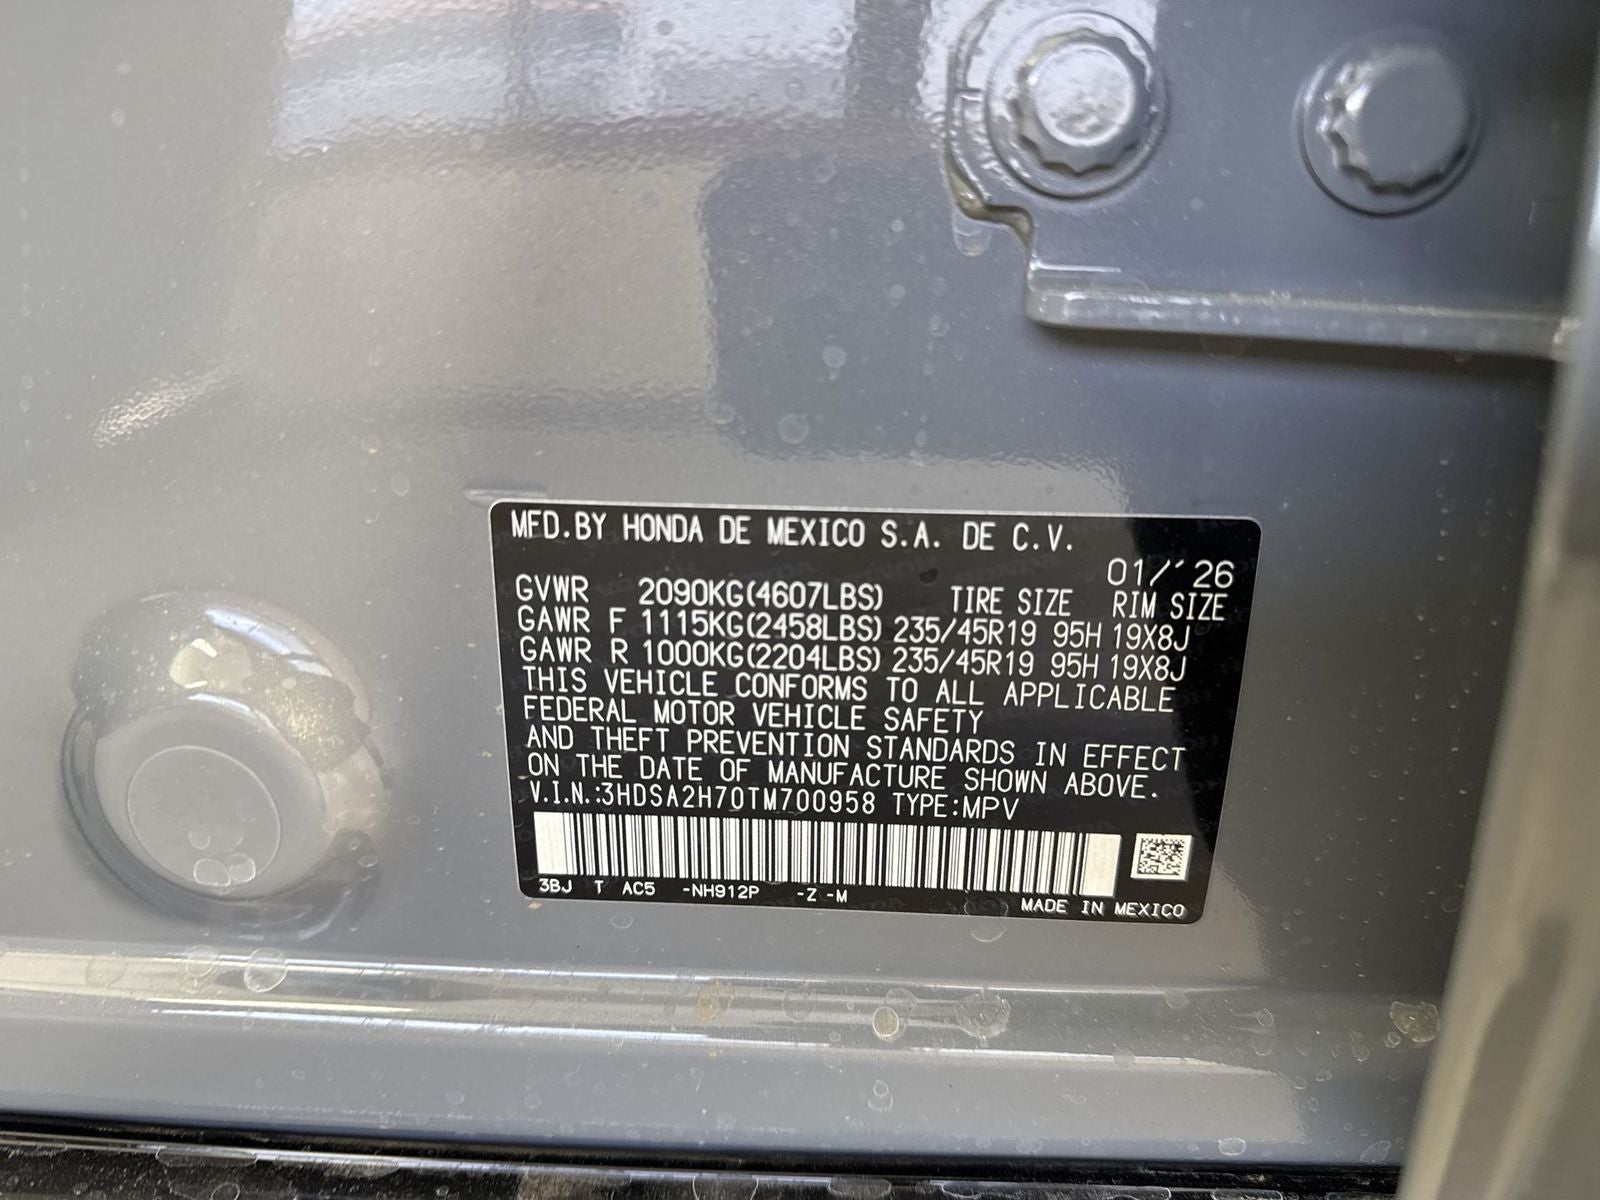 MFD.BY HONDA DE MEXICO S.A. DE C.V.
01/'26
GVWR 2090KG(4607LBS) TIRE SIZE RIM SIZE
GAWR F 1115KG(2458LBS) 235/45R19 95H 19X8J
GAWR R 1000KG(2204LBS) 235/45R19 95H 19X8J
THIS VEHICLE CONFORMS TO ALL APPLICABLE
FEDERAL MOTOR VEHICLE SAFETY
AND THEFT PREVENTION STANDARDS IN EFFECT
ON THE DATE OF MANUFACTURE SHOWN ABOVE.
V.I.N.:3HDSA2H70TM700958 TYPE:MPV
3BJ T AC5 -NH912P -Z -M
MADE IN MEXICO